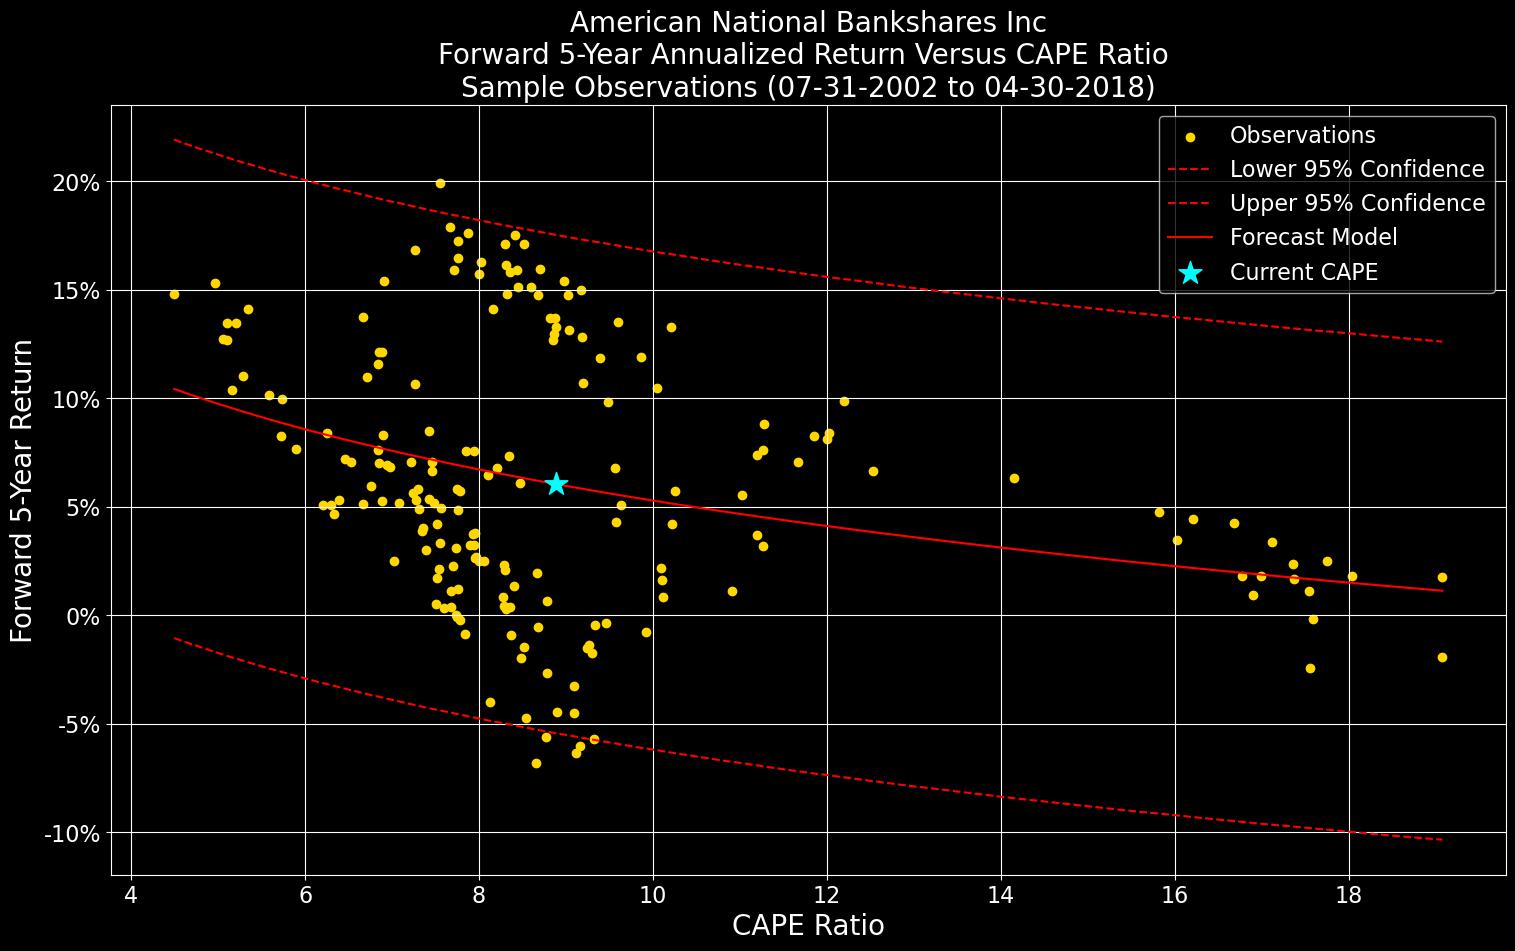 American National Bankshares Inc
Forward 5-Year Annualized Return Versus CAPE Ratio
Sample Observations (07-31-2002 to 04-30-2018)
Observations
Lower 95% Confidence
Upper 95% Confidence
Forecast Model
Current CAPE
Forward 5-Year Return
20%
15%
10%
5%
0%
-5%
-10%
4 6 8 10 12 14 16 18
CAPE Ratio